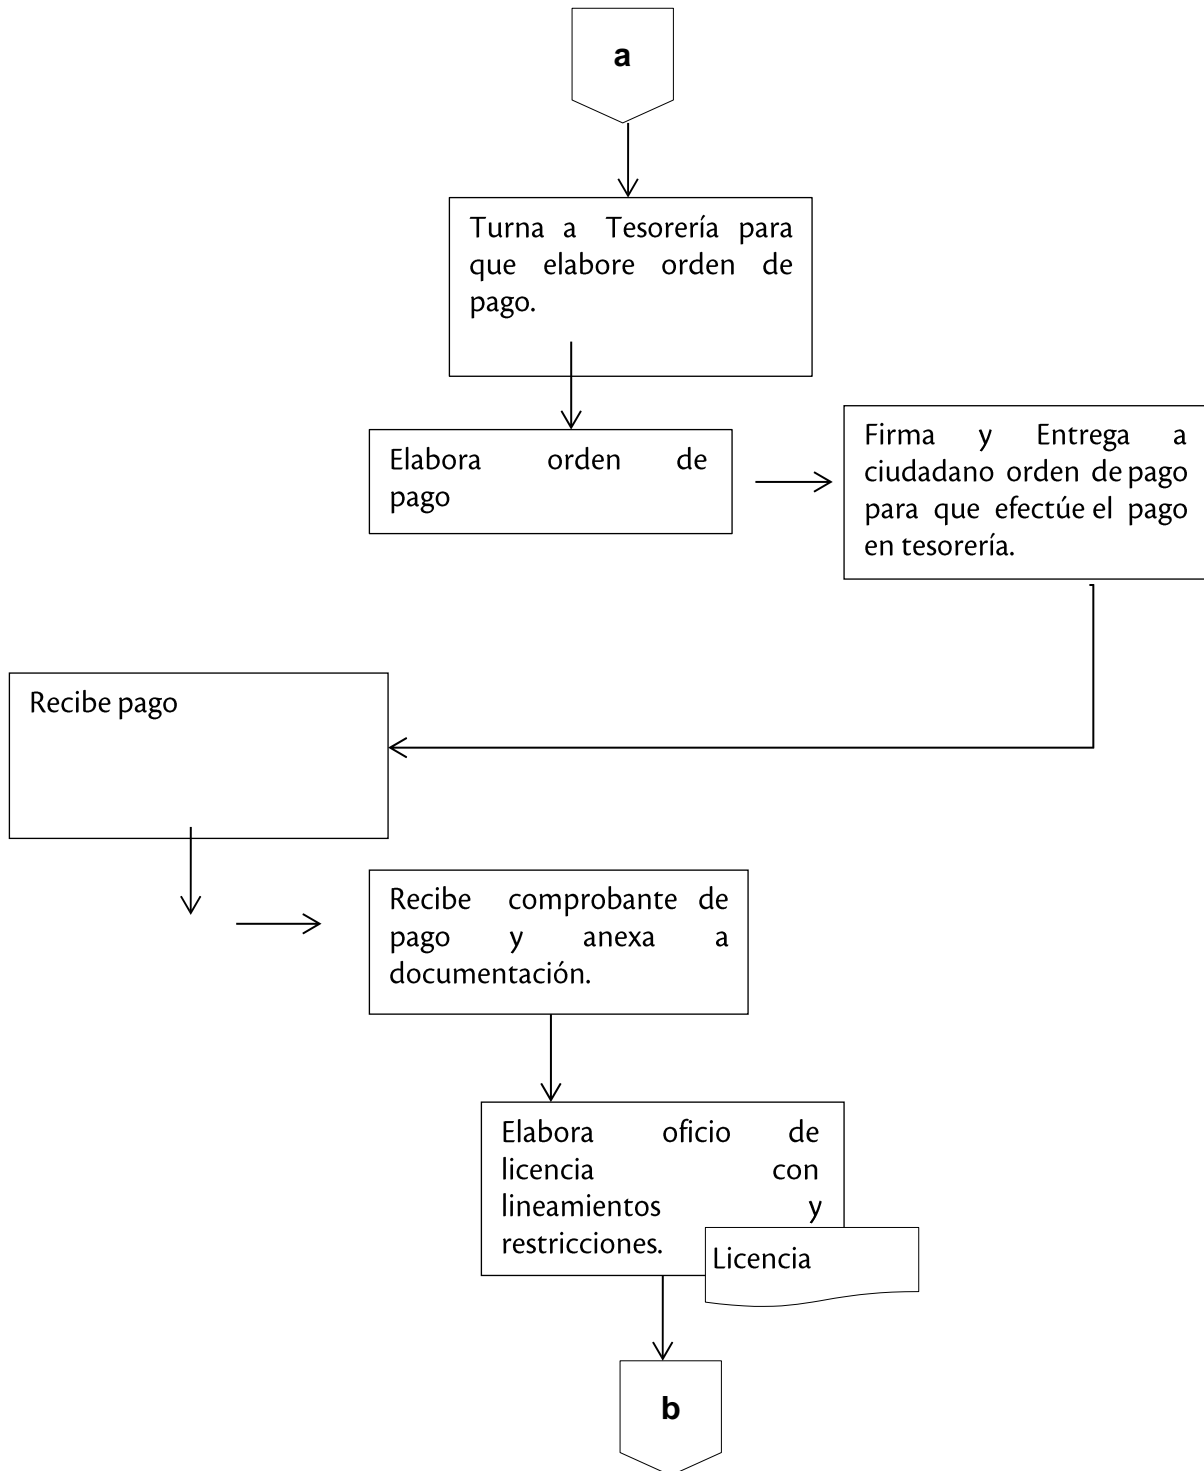 a
Turna a Tesorería para
que elabore orden de
pago.
Elabora orden de
pago
Firma y Entrega a
ciudadano orden de pago
para que efectúe el pago
en tesorería.
Recibe pago
Recibe comprobante de
pago y anexa a
documentación.
Elabora oficio de
licencia con
lineamientos y
restricciones.
Licencia
b